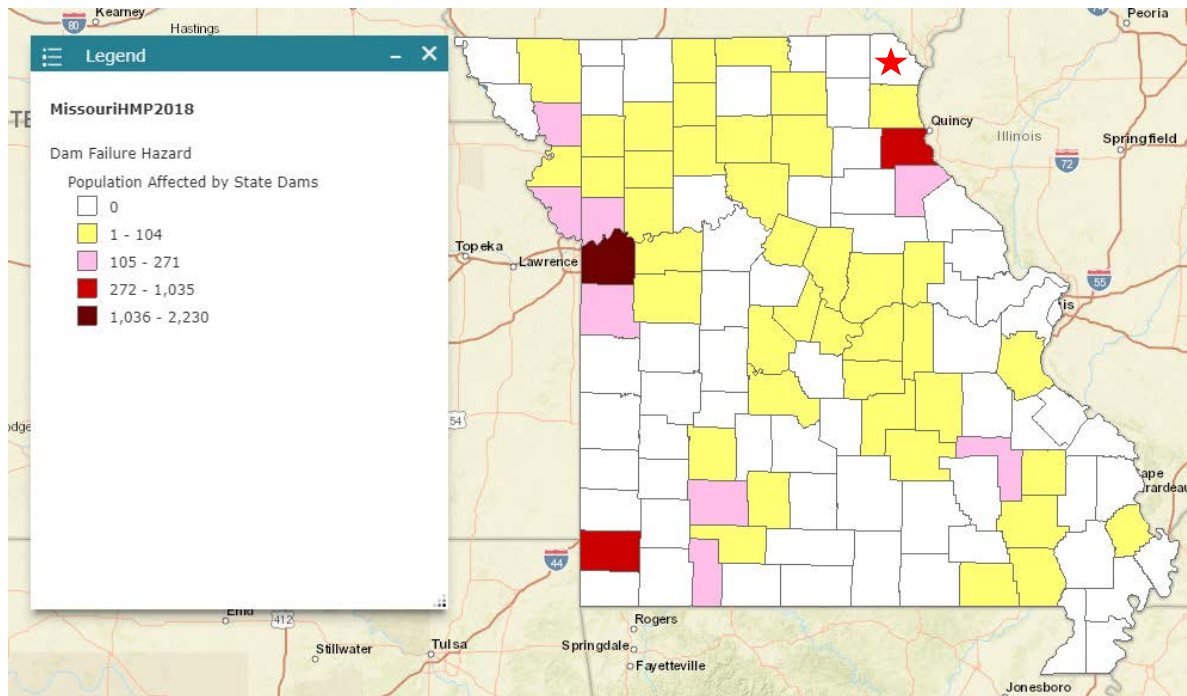 Kearney
80
Hastings
Peoria
Legend
MissouriHMP2018
Dam Failure Hazard
Population Affected by State Dams
0
1 - 104
105 - 271
272 - 1,035
1,036 - 2,230
Quincy
Illinois
Springfield
72
Topeka
Lawrence
55
54
44
412
Stillwater
Tulsa
Rogers
Springdale
Fayetteville
Jonesboro